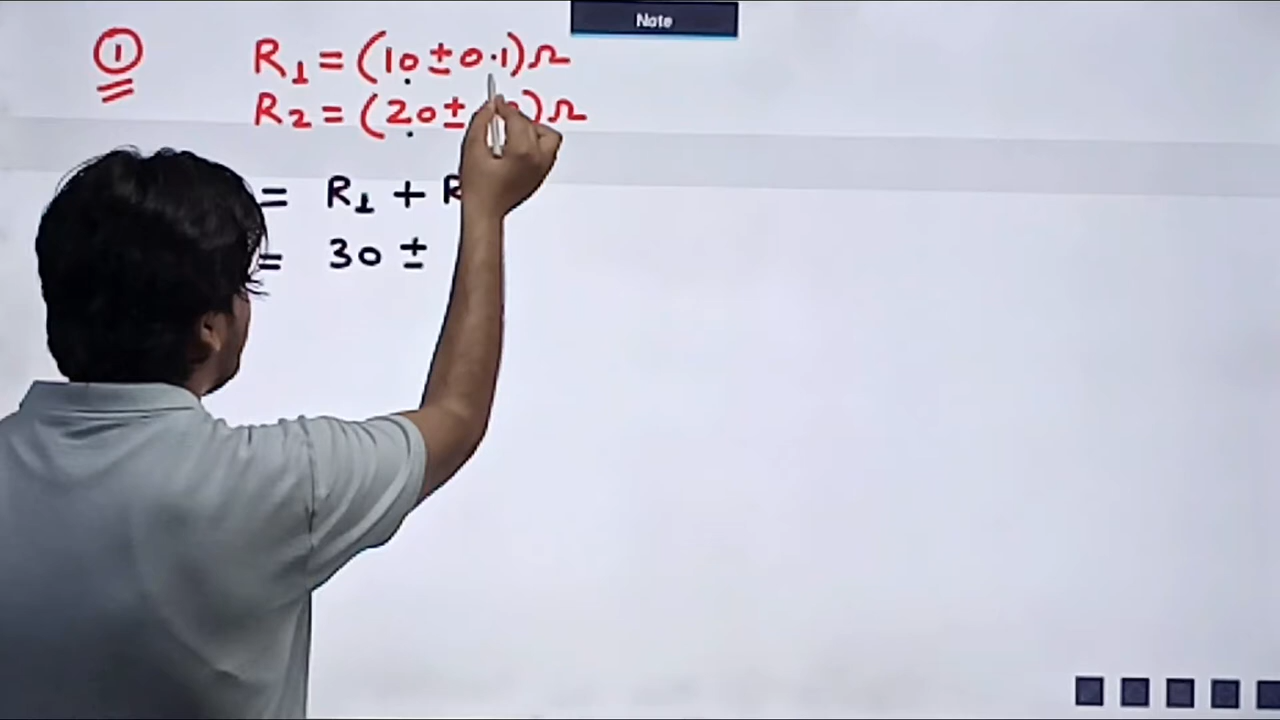 Note
① R₁ = (10 ± 0.1)Ω
R₂ = (20 ± )Ω
= R₁ + R
= 30 ±